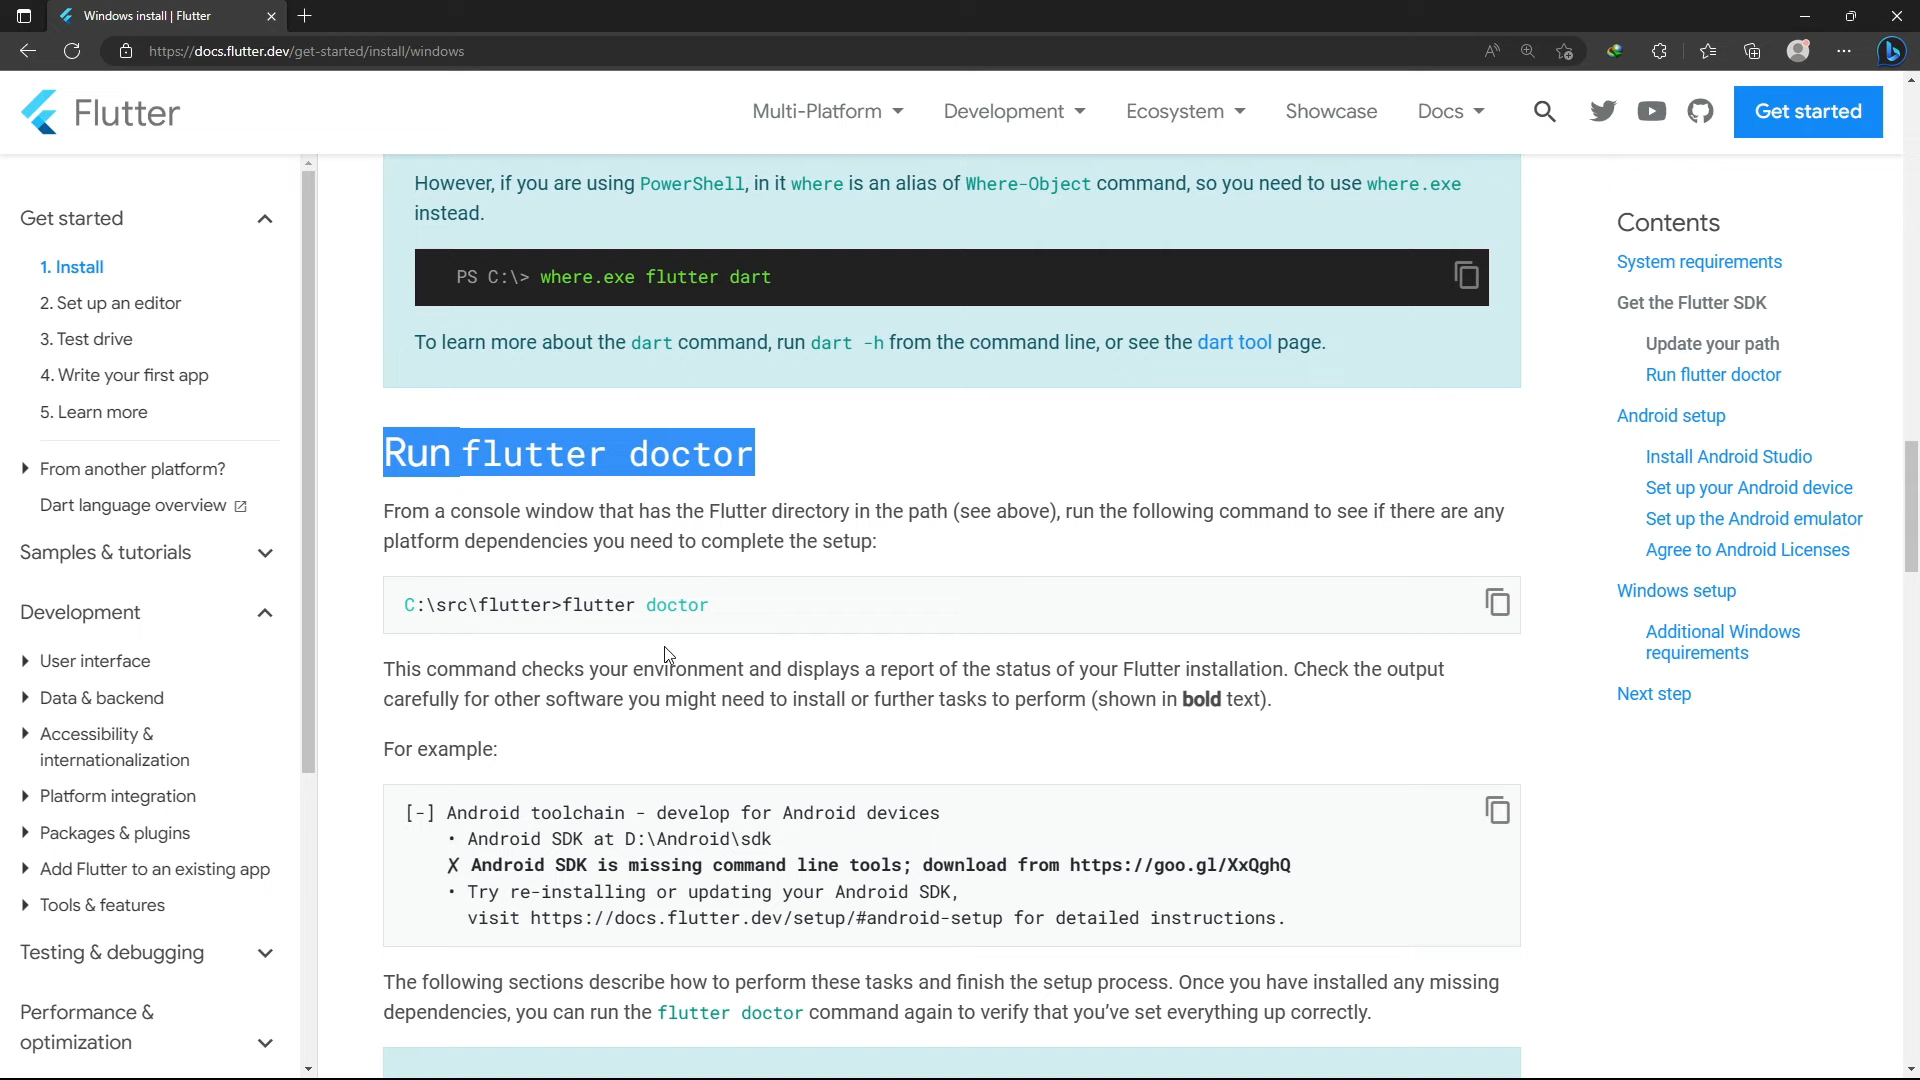 Windows install | Flutter
https://docs.flutter.dev/get-started/install/windows
Flutter
Multi-Platform
Development
Ecosystem
Showcase
Docs
Get started
Get started
1. Install
2. Set up an editor
3. Test drive
4. Write your first app
5. Learn more
From another platform?
Dart language overview
Samples & tutorials
Development
User interface
Data & backend
Accessibility &
internationalization
Platform integration
Packages & plugins
Add Flutter to an existing app
Tools & features
Testing & debugging
Performance &
optimization
However, if you are using PowerShell, in it where is an alias of Where-Object command, so you need to use where.exe
instead.
PS C:\> where.exe flutter dart
To learn more about the dart command, run dart -h from the command line, or see the dart tool page.
Run flutter doctor
From a console window that has the Flutter directory in the path (see above), run the following command to see if there are any
platform dependencies you need to complete the setup:
C:\src\flutter>flutter doctor
This command checks your environment and displays a report of the status of your Flutter installation. Check the output
carefully for other software you might need to install or further tasks to perform (shown in bold text).
For example:
[-] Android toolchain - develop for Android devices
• Android SDK at D:\Android\sdk
✗ Android SDK is missing command line tools; download from https://goo.gl/XxQghQ
• Try re-installing or updating your Android SDK,
visit https://docs.flutter.dev/setup/#android-setup for detailed instructions.
The following sections describe how to perform these tasks and finish the setup process. Once you have installed any missing
dependencies, you can run the flutter doctor command again to verify that you've set everything up correctly.
Contents
System requirements
Get the Flutter SDK
Update your path
Run flutter doctor
Android setup
Install Android Studio
Set up your Android device
Set up the Android emulator
Agree to Android Licenses
Windows setup
Additional Windows
requirements
Next step